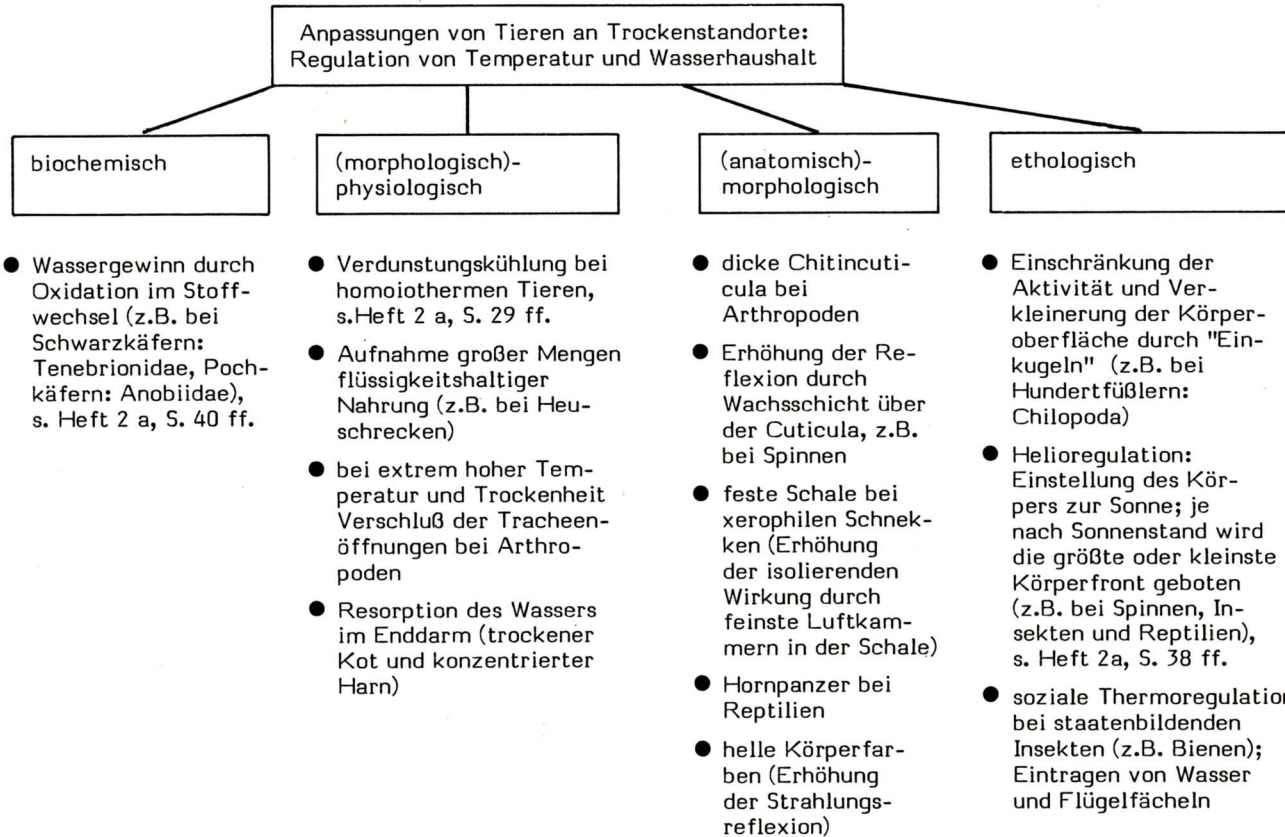 Anpassungen von Tieren an Trockenstandorte:
Regulation von Temperatur und Wasserhaushalt
biochemisch
(morphologisch)-
physiologisch
(anatomisch)-
morphologisch
ethologisch
● Wassergewinn durch
Oxidation im Stoff-
wechsel (z.B. bei
Schwarzkäfern:
Tenebrionidae, Poch-
käfern: Anobiidae),
s. Heft 2 a, S. 40 ff.
● Verdunstungskühlung bei
homoiothermen Tieren,
s.Heft 2 a, S. 29 ff.
● Aufnahme großer Mengen
flüssigkeitshaltiger
Nahrung (z.B. bei Heu-
schrecken)
● bei extrem hoher Tem-
peratur und Trockenheit
Verschluß der Tracheen-
öffnungen bei Arthro-
poden
● Resorption des Wassers
im Enddarm (trockener
Kot und konzentrierter
Harn)
● dicke Chitincuti-
cula bei
Arthropoden
● Erhöhung der Re-
flexion durch
Wachsschicht über
der Cuticula, z.B.
bei Spinnen
● feste Schale bei
xerophilen Schnek-
ken (Erhöhung
der isolierenden
Wirkung durch
feinste Luftkam-
mern in der Schale)
● Hornpanzer bei
Reptilien
● helle Körperfar-
ben (Erhöhung
der Strahlungs-
reflexion)
● Einschränkung der
Aktivität und Ver-
kleinerung der Körper-
oberfläche durch "Ein-
kugeln" (z.B. bei
Hundertfüßlern:
Chilopoda)
● Helioregulation:
Einstellung des Kör-
pers zur Sonne; je
nach Sonnenstand wird
die größte oder kleinste
Körperfront geboten
(z.B. bei Spinnen, In-
sekten und Reptilien),
s. Heft 2a, S. 38 ff.
● soziale Thermoregulation
bei staatenbildenden
Insekten (z.B. Bienen);
Eintragen von Wasser
und Flügelfächeln